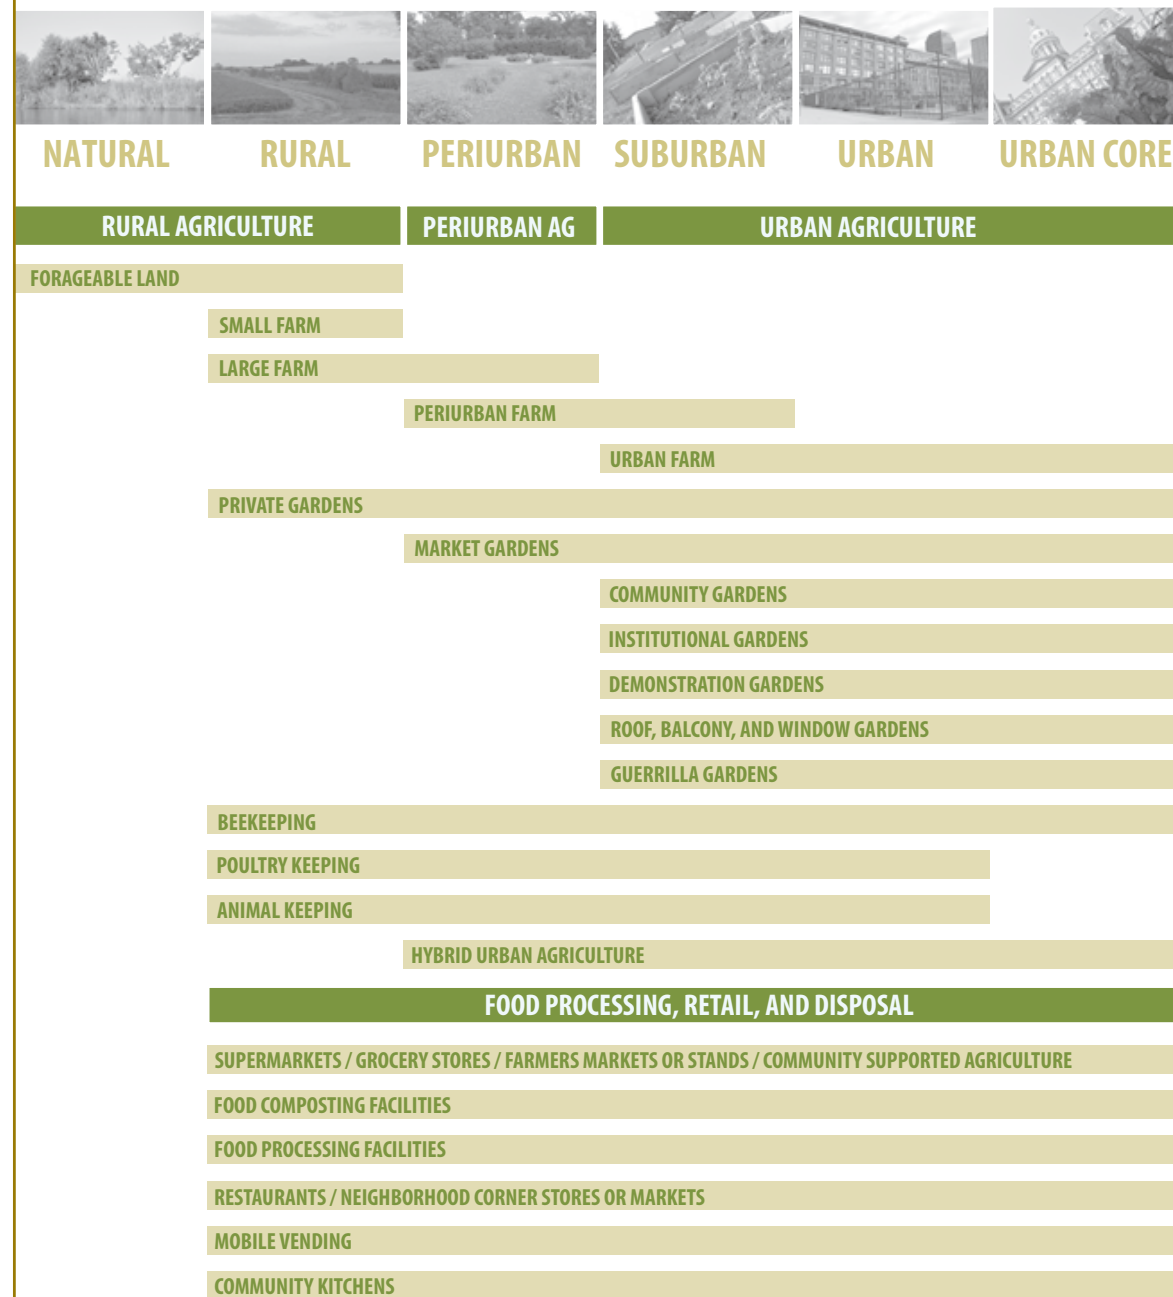 NATURAL RURAL PERIURBAN SUBURBAN URBAN URBAN CORE
RURAL AGRICULTURE PERIURBAN AG URBAN AGRICULTURE
FORAGEABLE LAND
SMALL FARM
LARGE FARM
PERIURBAN FARM
URBAN FARM
PRIVATE GARDENS
MARKET GARDENS
COMMUNITY GARDENS
INSTITUTIONAL GARDENS
DEMONSTRATION GARDENS
ROOF, BALCONY, AND WINDOW GARDENS
GUERRILLA GARDENS
BEEKEEPING
POULTRY KEEPING
ANIMAL KEEPING
HYBRID URBAN AGRICULTURE
FOOD PROCESSING, RETAIL, AND DISPOSAL
SUPERMARKETS / GROCERY STORES / FARMERS MARKETS OR STANDS / COMMUNITY SUPPORTED AGRICULTURE
FOOD COMPOSTING FACILITIES
FOOD PROCESSING FACILITIES
RESTAURANTS / NEIGHBORHOOD CORNER STORES OR MARKETS
MOBILE VENDING
COMMUNITY KITCHENS